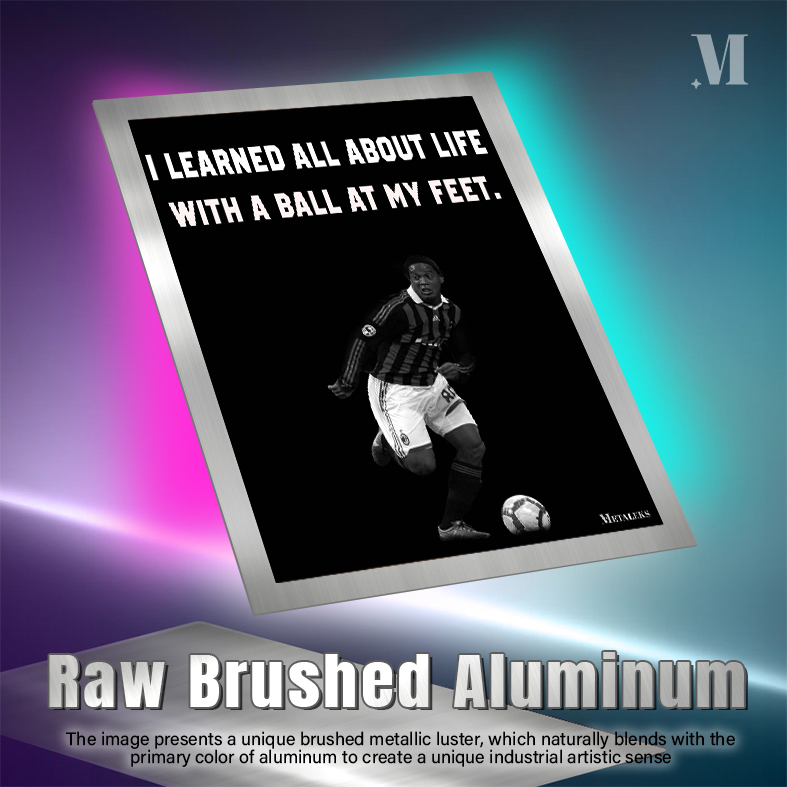 M
I LEARNED ALL ABOUT LIFE
WITH A BALL AT MY FEET.
METALEKS
Raw Brushed Aluminum
The image presents a unique brushed metallic luster, which naturally blends with the
primary color of aluminum to create a unique industrial artistic sense